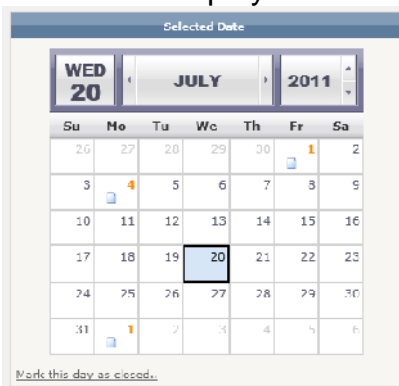 Selected Date
WED
20
JULY
2011
Su Mo Tu We Th Fr Sa
26 27 28 29 30 1 2
3 4 5 6 7 8 9
10 11 12 13 14 15 16
17 18 19 20 21 22 23
24 25 26 27 28 29 30
31 1 2 3 4 5 6
Mark this day as closed..